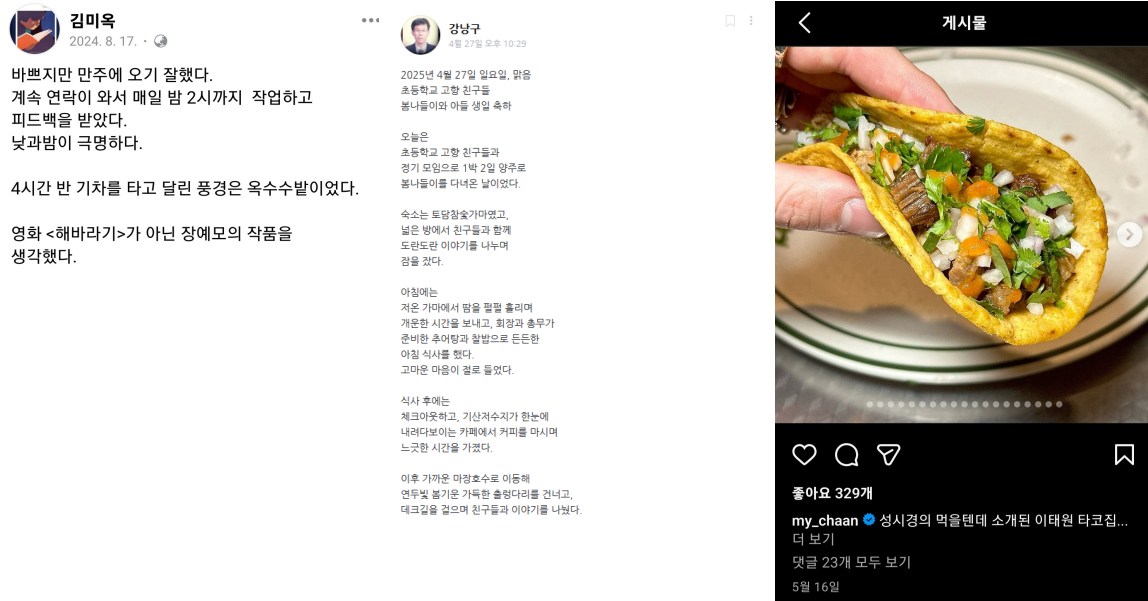 김미옥
2024. 8. 17. ·
바쁘지만 만주에 오기 잘했다.
계속 연락이 와서 매일 밤 2시까지 작업하고
피드백을 받았다.
낮과밤이 극명하다.
4시간 반 기차를 타고 달린 풍경은 옥수수밭이었다.
영화 <해바라기>가 아닌 장예모의 작품을
생각했다.
강낭구
4월 27일 오후 10:29
2025년 4월 27일 일요일, 맑음
초등학교 고향 친구들
봄나들이와 아들 생일 축하
오늘은
초등학교 고향 친구들과
정기 모임으로 1박 2일 양주로
봄나들이를 다녀온 날이었다.
숙소는 토담참숯가마였고,
넓은 방에서 친구들과 함께
도란도란 이야기를 나누며
잠을 잤다.
아침에는
저온 가마에서 땀을 펄펄 흘리며
개운한 시간을 보내고, 회장과 총무가
준비한 추어탕과 찰밥으로 든든한
아침 식사를 했다.
고마운 마음이 절로 들었다.
식사 후에는
체크아웃하고, 기산저수지가 한눈에
내려다보이는 카페에서 커피를 마시며
느긋한 시간을 가졌다.
이후 가까운 마장호수로 이동해
연두빛 봄기운 가득한 출렁다리를 건너고,
데크길을 걸으며 친구들과 이야기를 나눴다.
게시물
좋아요 329개
my_chaan 성시경의 먹을텐데 소개된 이태원 타코집...
더 보기
댓글 23개 모두 보기
5월 16일